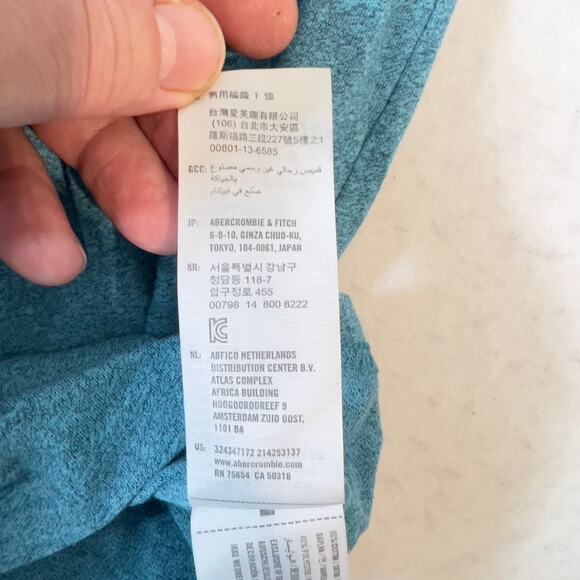 男用編織 T 恤
台灣愛芙趣有限公司
(106) 台北市大安區
羅斯福路三段227號5樓之1
00801-13-6585
GCC: قميص رجالي غير رسمي مصنوع
بالحياكة
صنع في فيتنام
JP: ABERCROMBIE & FITCH
6-9-10, GINZA CHUO-KU,
TOKYO, 104-0061, JAPAN
KR: 서울특별시 강남구
청담동 118-7
압구정로 455
00798 14 800 8222
NL: ABFICO NETHERLANDS
DISTRIBUTION CENTER B.V.
ATLAS COMPLEX
AFRICA BUILDING
HOOGOORDDREEF 9
AMSTERDAM ZUID OOST,
1101 BA
US: 324347172 214253137
www.abercrombie.com
RN 75654 CA 50316